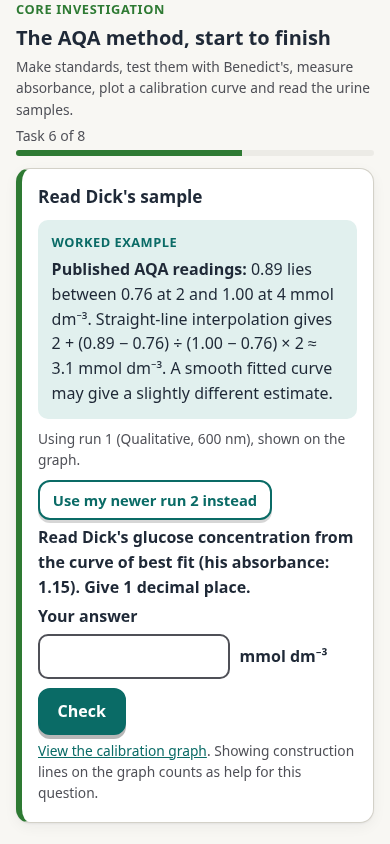 CORE INVESTIGATION
The AQA method, start to finish
Make standards, test them with Benedict's, measure
absorbance, plot a calibration curve and read the urine
samples.
Task 6 of 8
Read Dick's sample
WORKED EXAMPLE
Published AQA readings: 0.89 lies
between 0.76 at 2 and 1.00 at 4 mmol
dm⁻³. Straight-line interpolation gives
2 + (0.89 − 0.76) ÷ (1.00 − 0.76) × 2 ≈
3.1 mmol dm⁻³. A smooth fitted curve
may give a slightly different estimate.
Using run 1 (Qualitative, 600 nm), shown on the
graph.
Use my newer run 2 instead
Read Dick's glucose concentration from
the curve of best fit (his absorbance:
1.15). Give 1 decimal place.
Your answer
mmol dm⁻³
Check
View the calibration graph. Showing construction
lines on the graph counts as help for this
question.